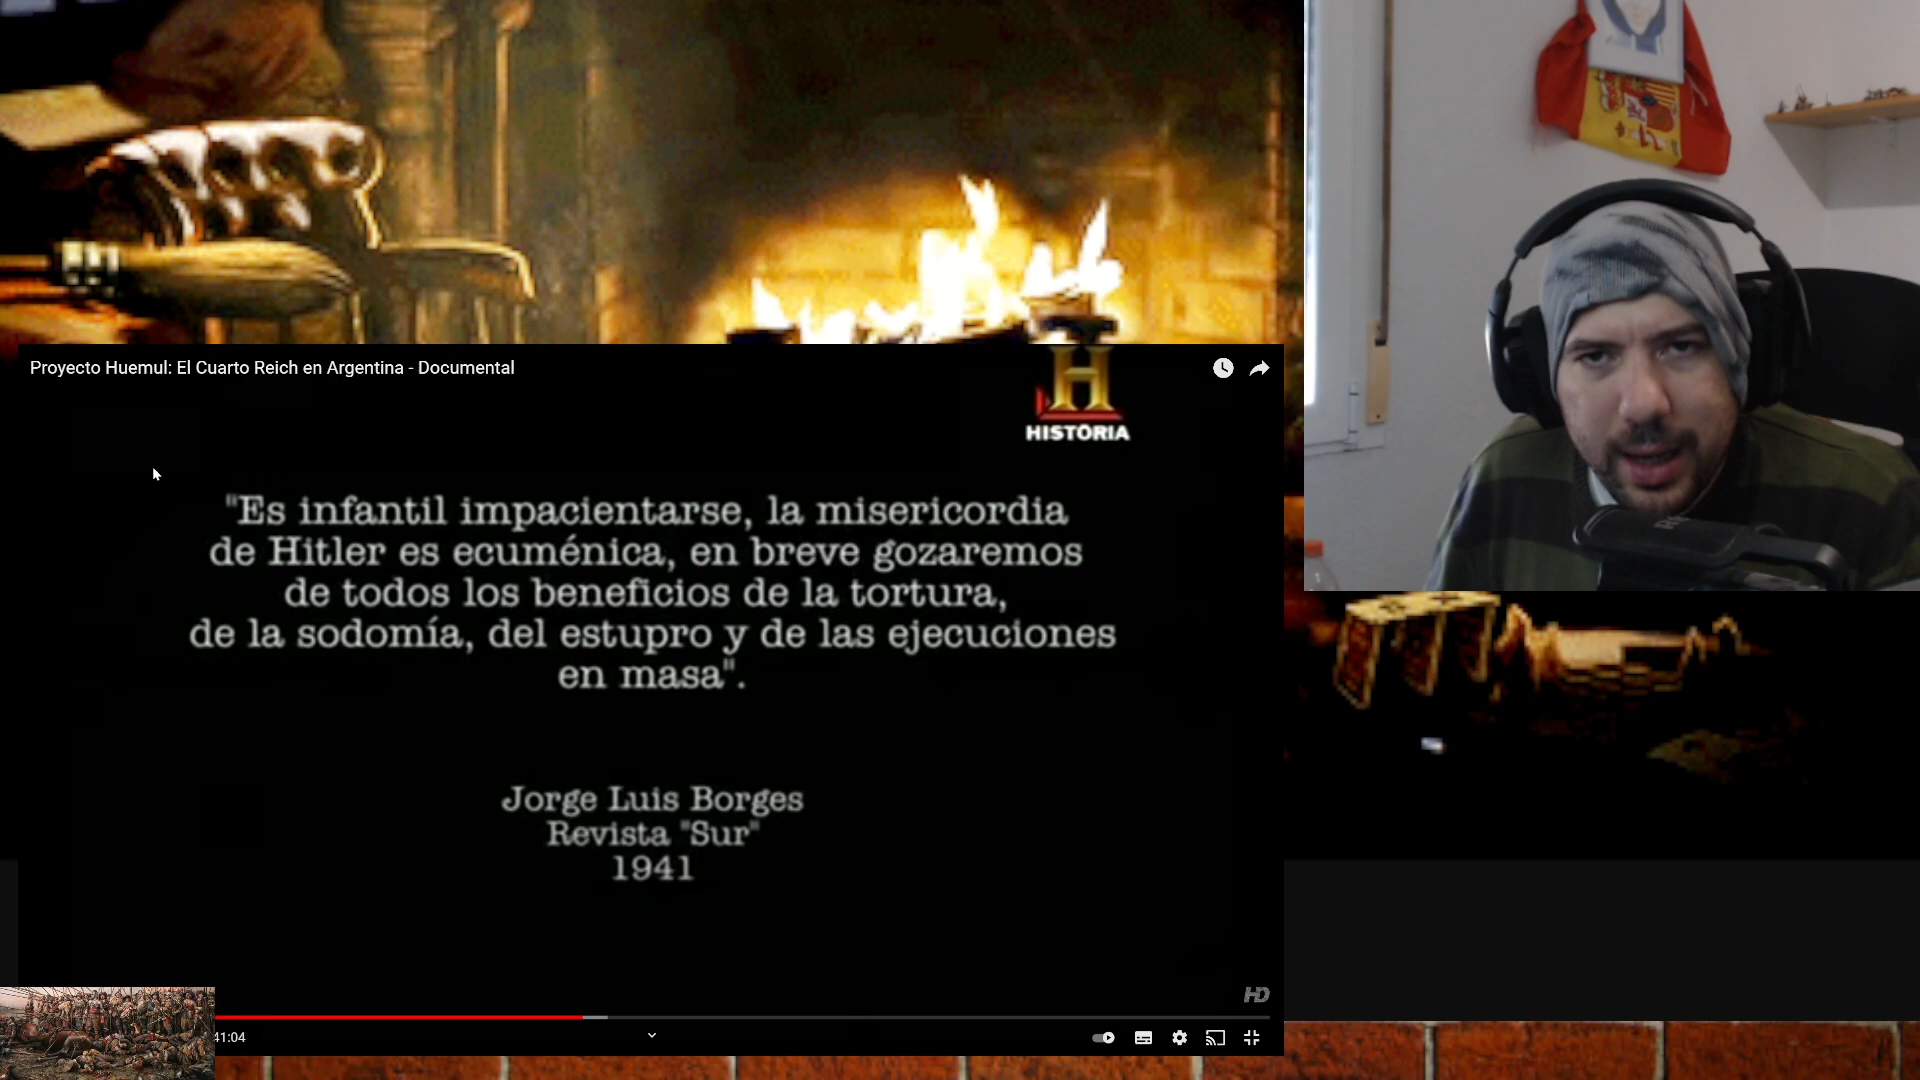 Proyecto Huemul: El Cuarto Reich en Argentina - Documental
HISTORIA
"Es infantil impacientarse, la misericordia
de Hitler es ecuménica, en breve gozaremos
de todos los beneficios de la tortura,
de la sodomía, del estupro y de las ejecuciones
en masa".
Jorge Luis Borges
Revista "Sur"
1941
HD
41:04